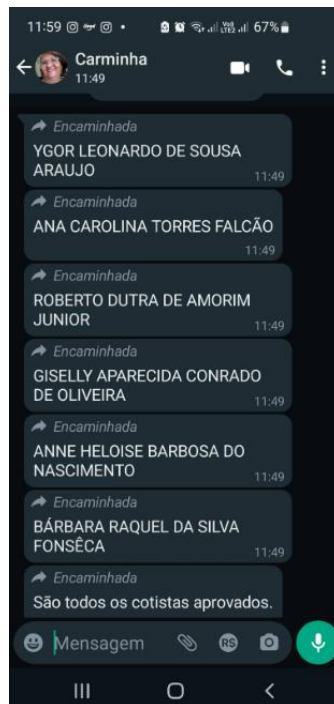 11:59 67%
Carminha
11:49
Encaminhada
YGOR LEONARDO DE SOUSA
ARAUJO
11:49
Encaminhada
ANA CAROLINA TORRES FALCÃO
11:49
Encaminhada
ROBERTO DUTRA DE AMORIM
JUNIOR
11:49
Encaminhada
GISELLY APARECIDA CONRADO
DE OLIVEIRA
11:49
Encaminhada
ANNE HELOISE BARBOSA DO
NASCIMENTO
11:49
Encaminhada
BÁRBARA RAQUEL DA SILVA
FONSÊCA
11:49
Encaminhada
São todos os cotistas aprovados.
Mensagem R$